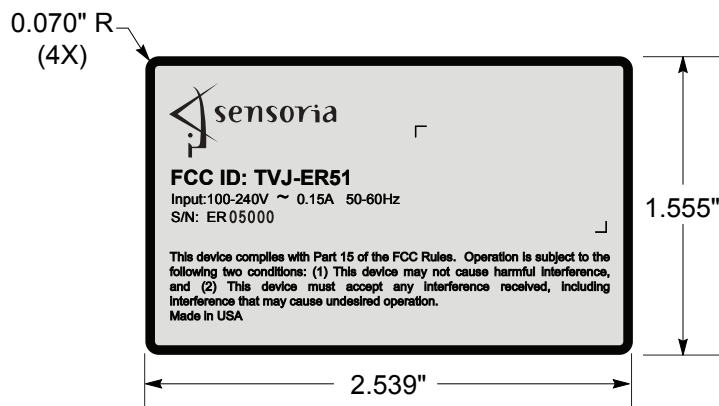 0.070" R
(4X)
sensoria
FCC ID: TVJ-ER51
Input:100-240V ~ 0.15A 50-60Hz
S/N: ER05000
This device complies with Part 15 of the FCC Rules. Operation is subject to the
following two conditions: (1) This device may not cause harmful interference,
and (2) This device must accept any interference received, including
interference that may cause undesired operation.
Made in USA
1.555"
2.539"